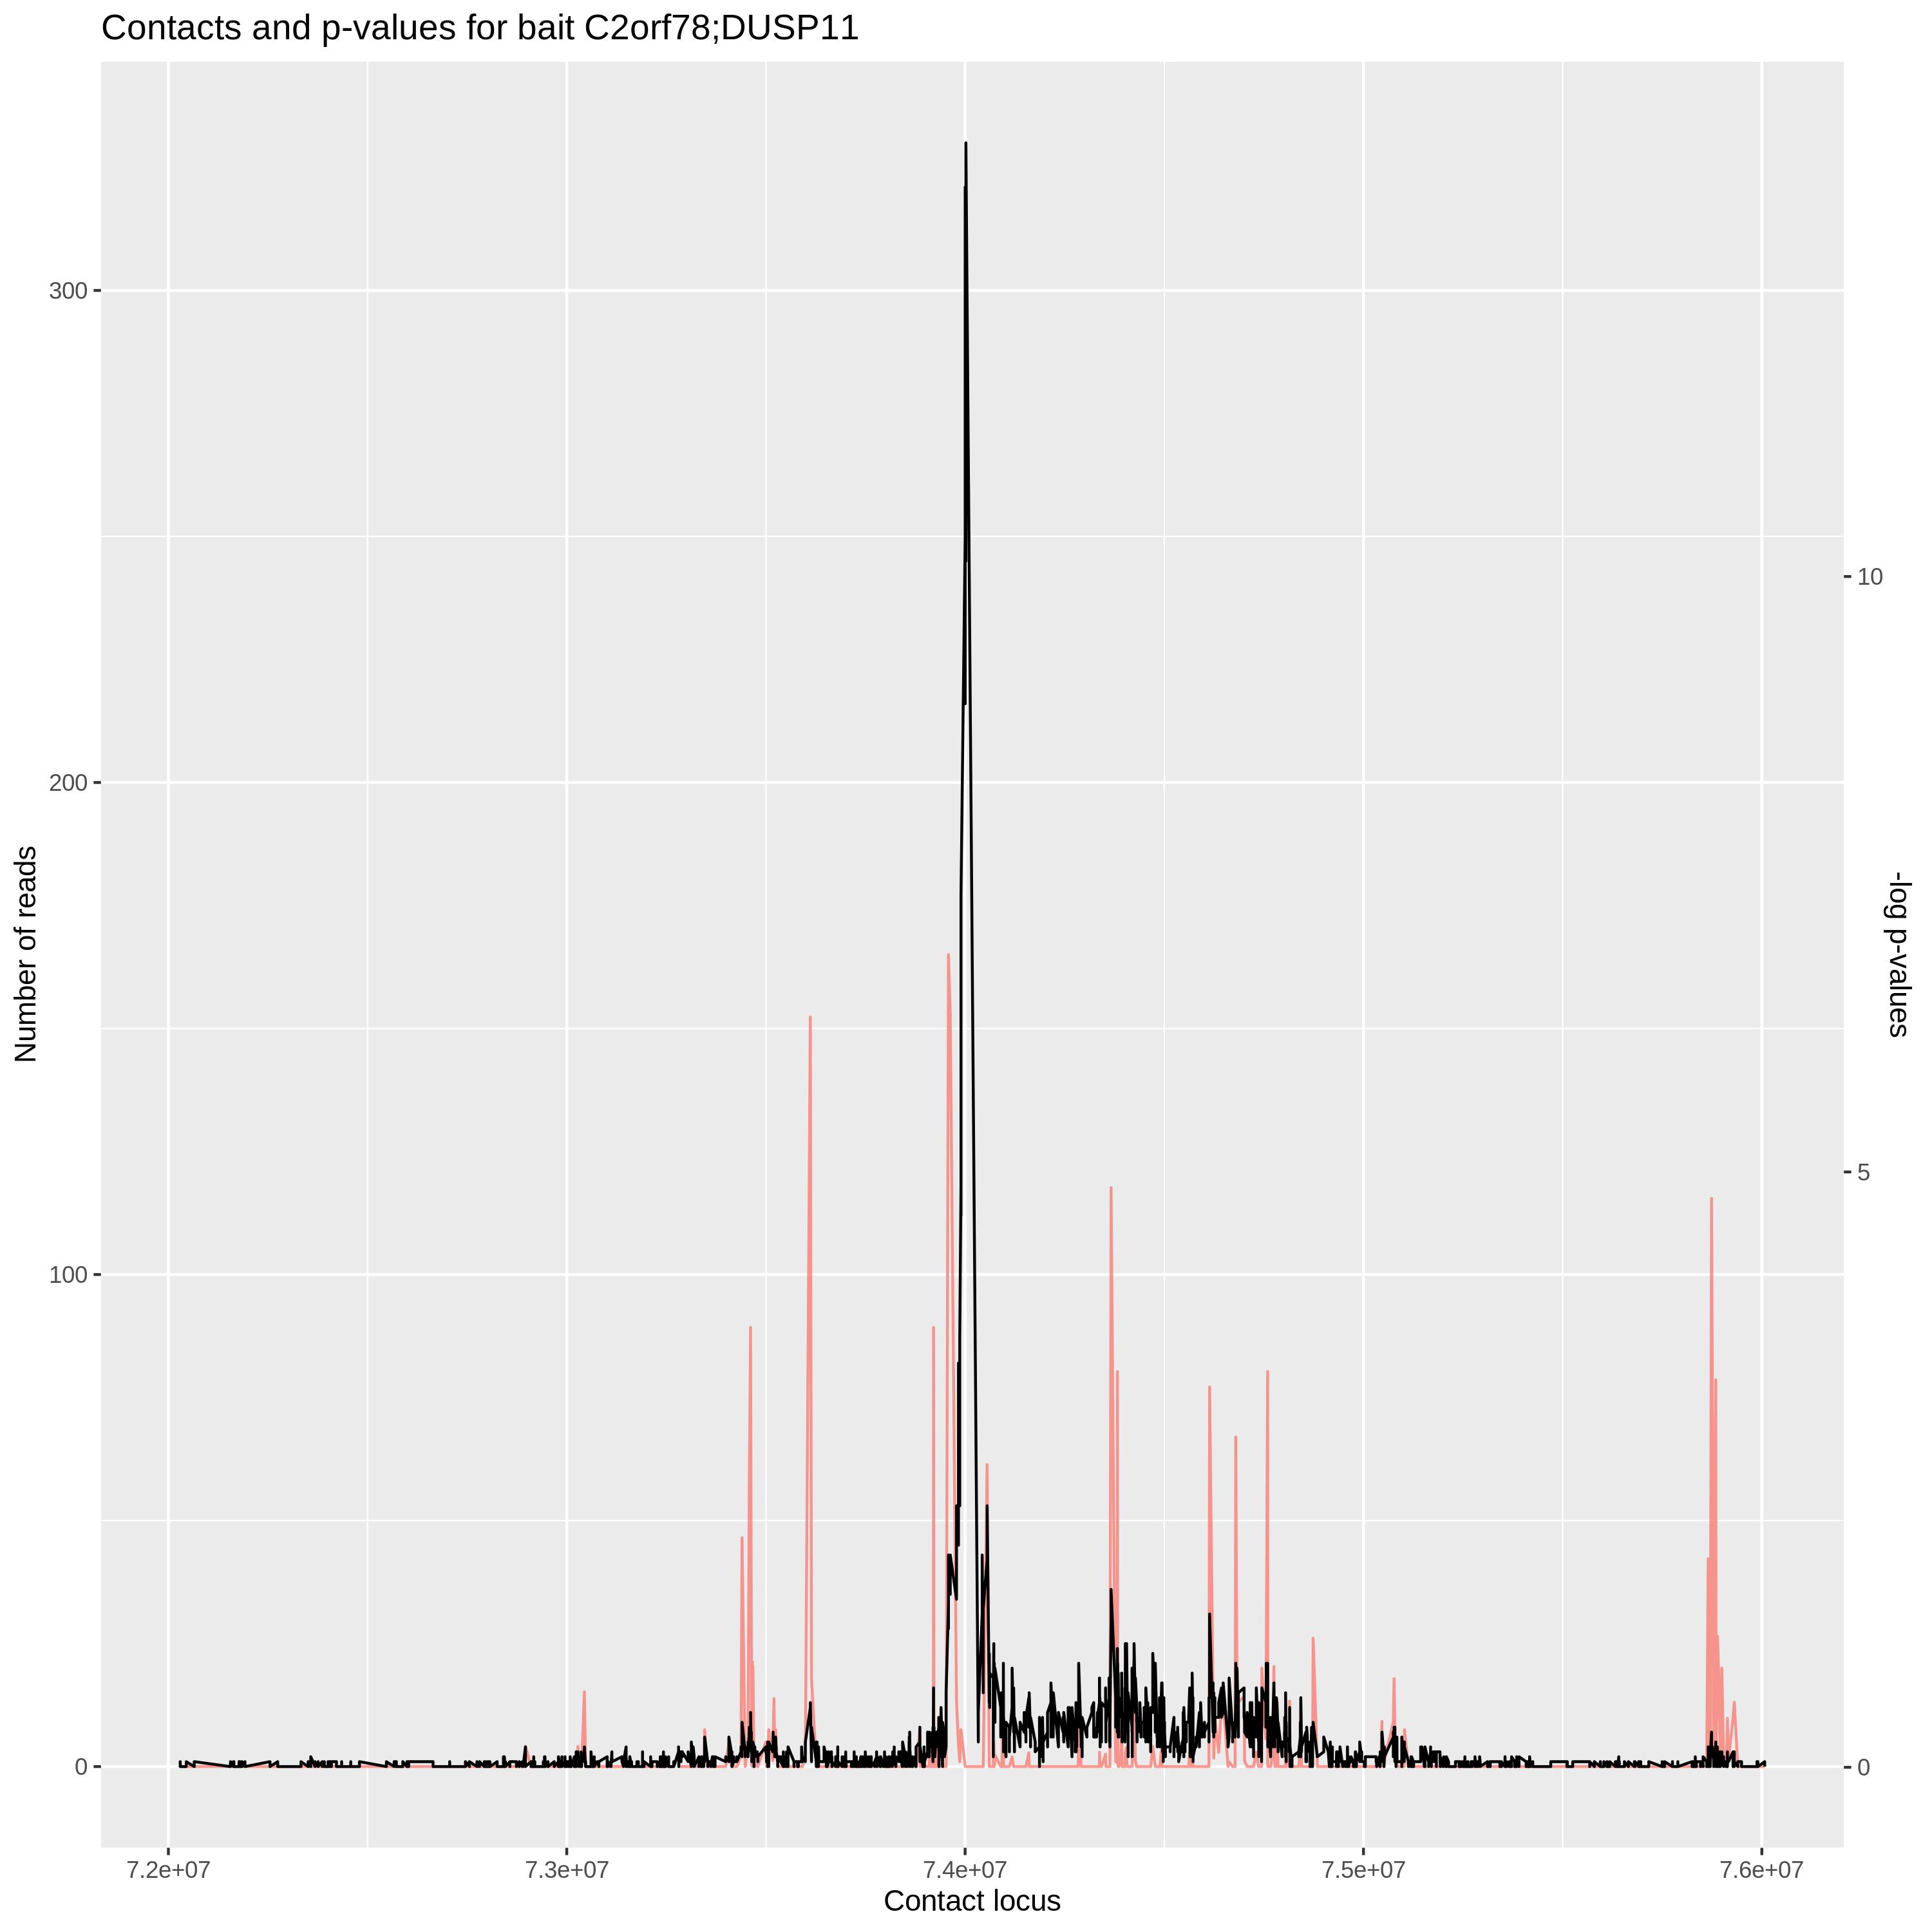 Contacts and p-values for bait C2orf78;DUSP11
300
200
100
0
Number of reads
10
5
0
-log p-values
7.2e+07 7.3e+07 7.4e+07 7.5e+07 7.6e+07
Contact locus